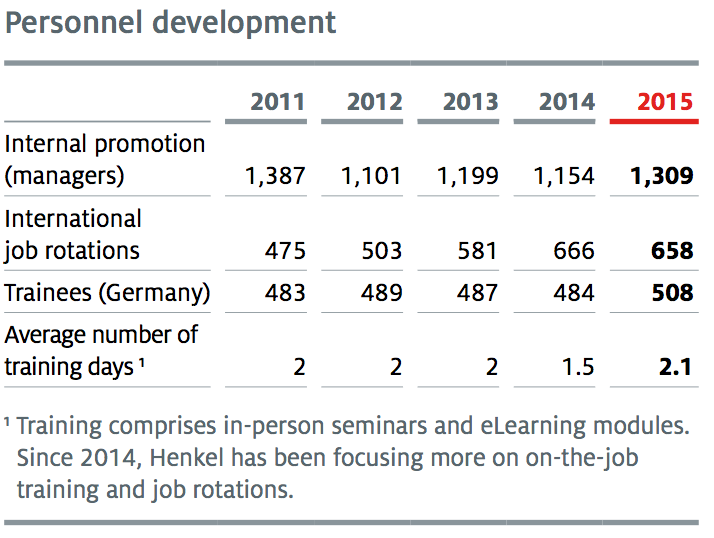 Personnel development
2011 2012 2013 2014 2015
Internal promotion
(managers) 1,387 1,101 1,199 1,154 1,309
International
job rotations 475 503 581 666 658
Trainees (Germany) 483 489 487 484 508
Average number of
training days ¹ 2 2 2 1.5 2.1
¹ Training comprises in-person seminars and eLearning modules.
Since 2014, Henkel has been focusing more on on-the-job
training and job rotations.